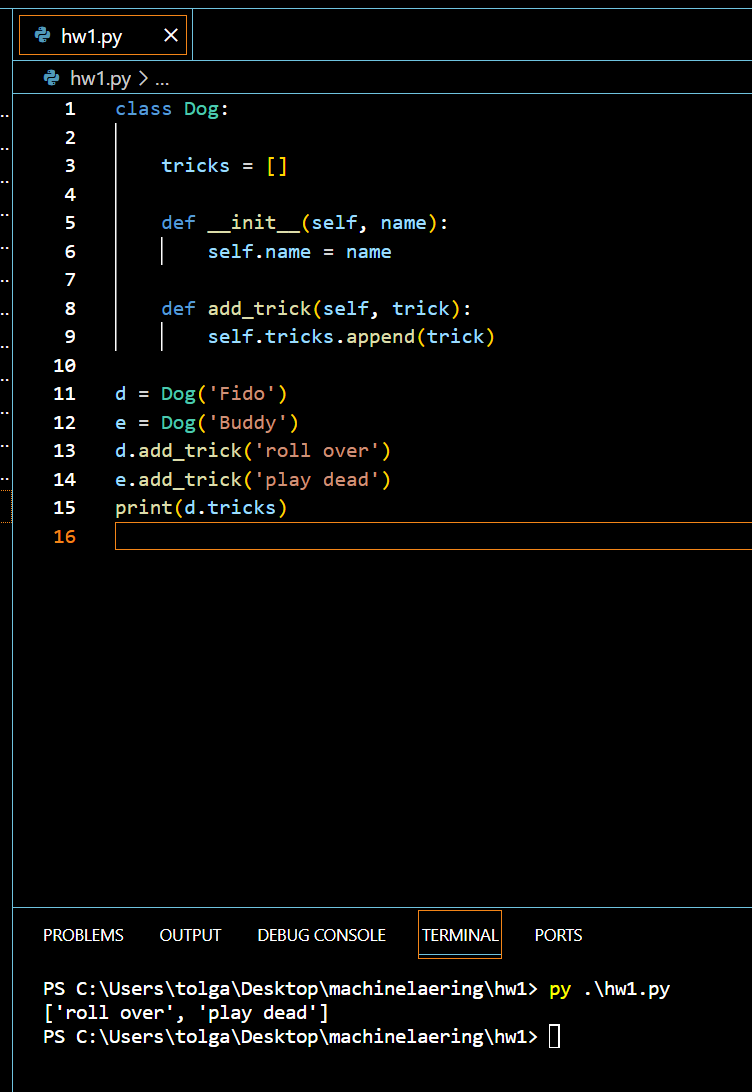 hw1.py
hw1.py > ...
1 class Dog:
2
3     tricks = []
4
5     def __init__(self, name):
6         self.name = name
7
8     def add_trick(self, trick):
9         self.tricks.append(trick)
10
11 d = Dog('Fido')
12 e = Dog('Buddy')
13 d.add_trick('roll over')
14 e.add_trick('play dead')
15 print(d.tricks)
16
PROBLEMS OUTPUT DEBUG CONSOLE TERMINAL PORTS
PS C:\Users\tolga\Desktop\machinelaering\hw1> py .\hw1.py
['roll over', 'play dead']
PS C:\Users\tolga\Desktop\machinelaering\hw1>